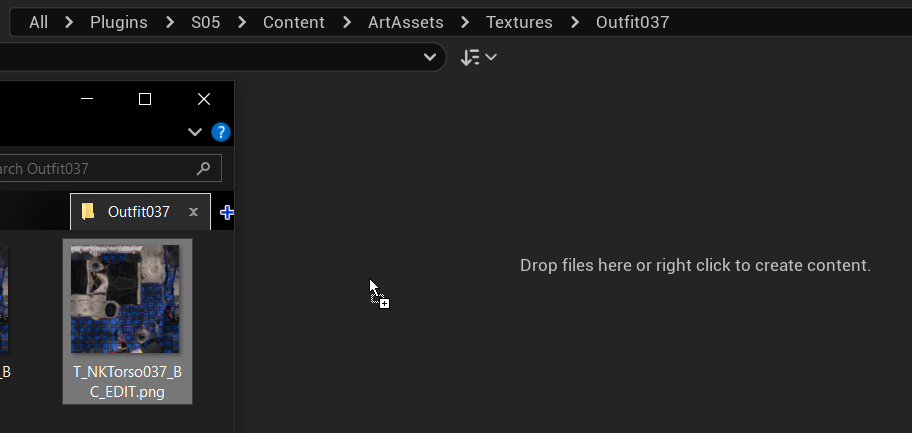 All > Plugins > S05 > Content > ArtAssets > Textures > Outfit037
arch Outfit037
Outfit037 x
Drop files here or right click to create content.
_B
T_NKTorso037_B
C_EDIT.png